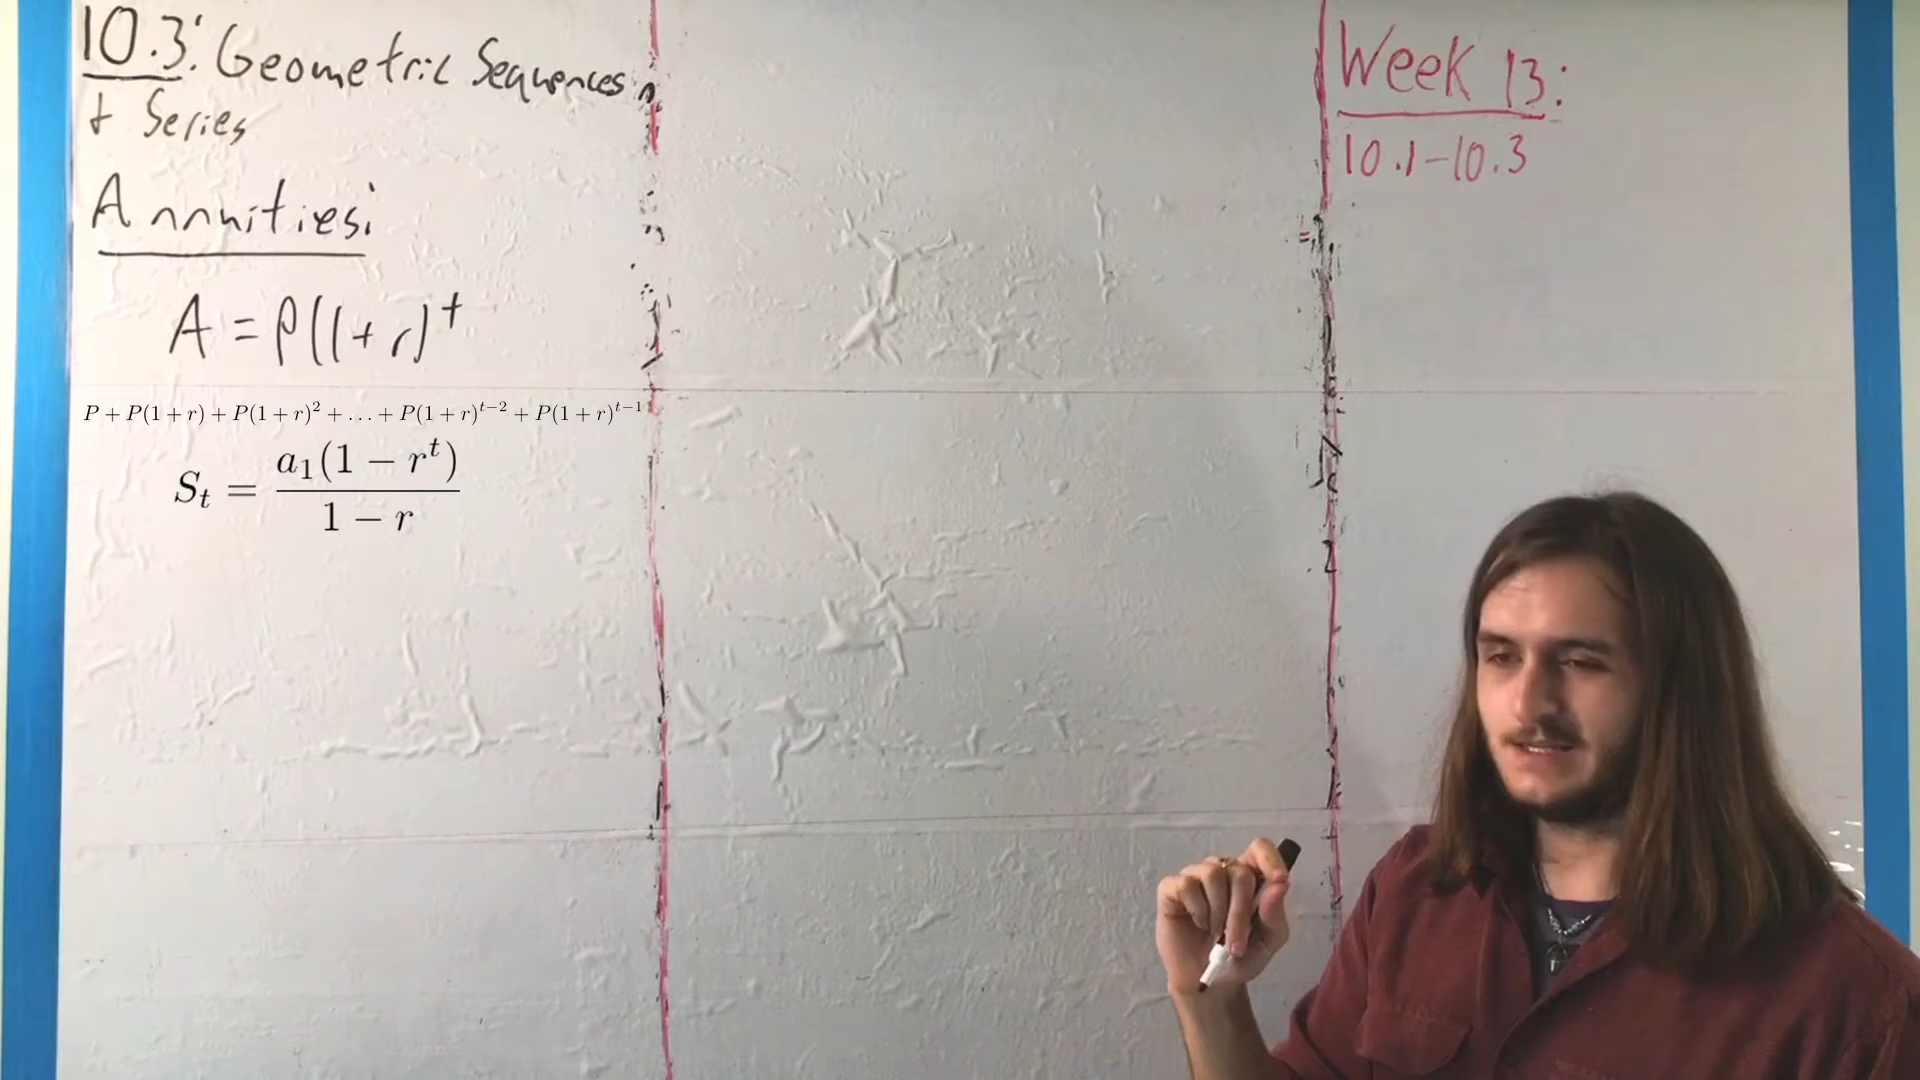 10.3: Geometric Sequences
+ Series
Annuities:
A = P(1+r)^t
P + P(1+r) + P(1+r)^2 + ... + P(1+r)^{t-2} + P(1+r)^{t-1}
S_t = \frac{a_1(1-r^t)}{1-r}
Week 13:
10.1-10.3